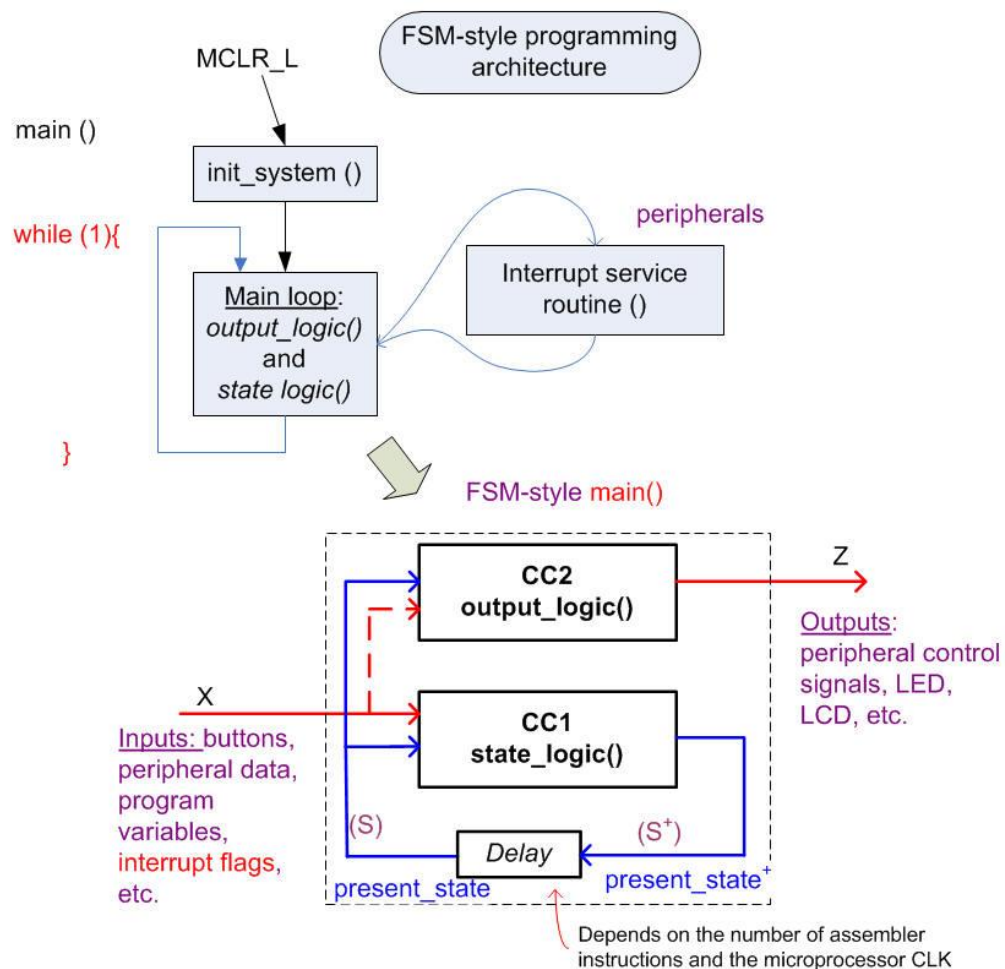 FSM-style programming
architecture
MCLR_L
main ()
init_system ()
while (1){
peripherals
Interrupt service
routine ()
Main loop:
output_logic()
and
state logic()
}
FSM-style main()
CC2
output_logic()
Z
Outputs:
peripheral control
signals, LED,
LCD, etc.
X
CC1
state_logic()
Inputs: buttons,
peripheral data,
program
variables,
interrupt flags,
etc.
(S)
(S+)
Delay
present_state
present_state+
Depends on the number of assembler
instructions and the microprocessor CLK